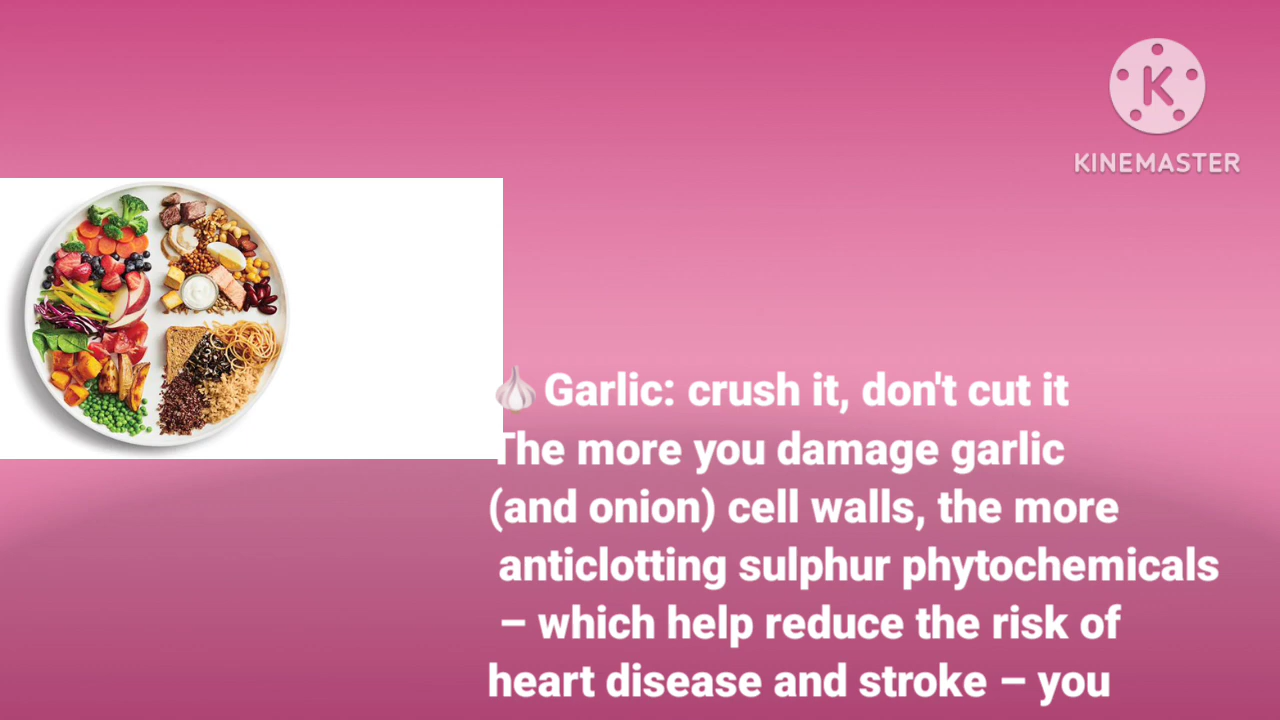 K
KINEMASTER
🧄 Garlic: crush it, don't cut it
The more you damage garlic
(and onion) cell walls, the more
anticlotting sulphur phytochemicals
– which help reduce the risk of
heart disease and stroke – you